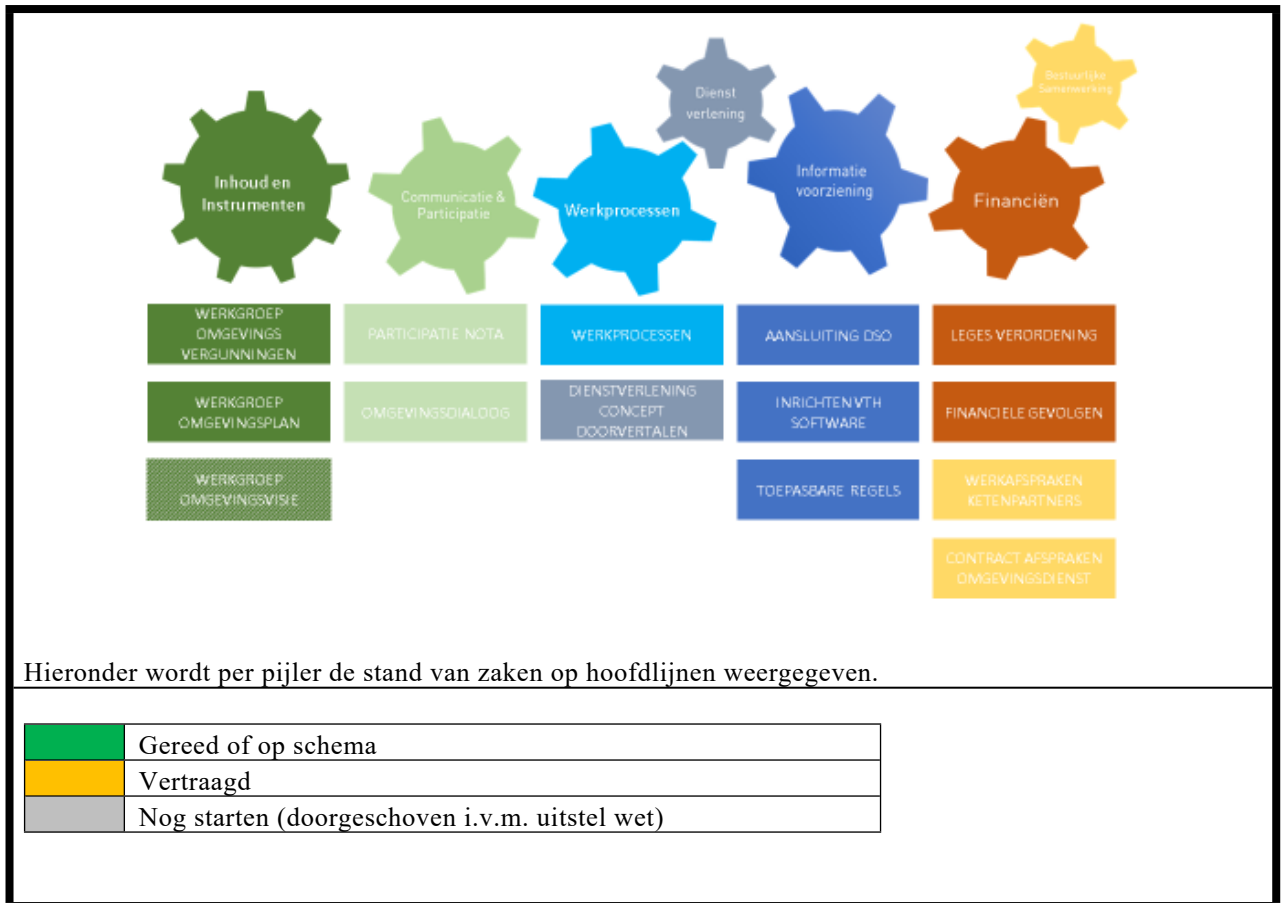 Bestuurlijke
Samenwerking
Dienst
verlening
Inhoud en
Instrumenten
Communicatie &
Participatie
Werkprocessen
Informatie
voorziening
Financiën
WERKGROEP
OMGEVINGS
VERGUNNINGEN
PARTICIPATIE NOTA
WERKPROCESSEN
AANSLUITING DSO
LEGES VERORDENING
WERKGROEP
OMGEVINGSPLAN
OMGEVINGSDIALOOG
DIENSTVERLENING
CONCEPT
DOORVERTALEN
INRICHTEN VTH
SOFTWARE
FINANCIELE GEVOLGEN
WERKGROEP
OMGEVINGSVISIE
TOEPASBARE REGELS
WERKAFSPRAKEN
KETENPARTNERS
CONTRACT AFSPRAKEN
OMGEVINGSDIENST
Hieronder wordt per pijler de stand van zaken op hoofdlijnen weergegeven.
Gereed of op schema
Vertraagd
Nog starten (doorgeschoven i.v.m. uitstel wet)